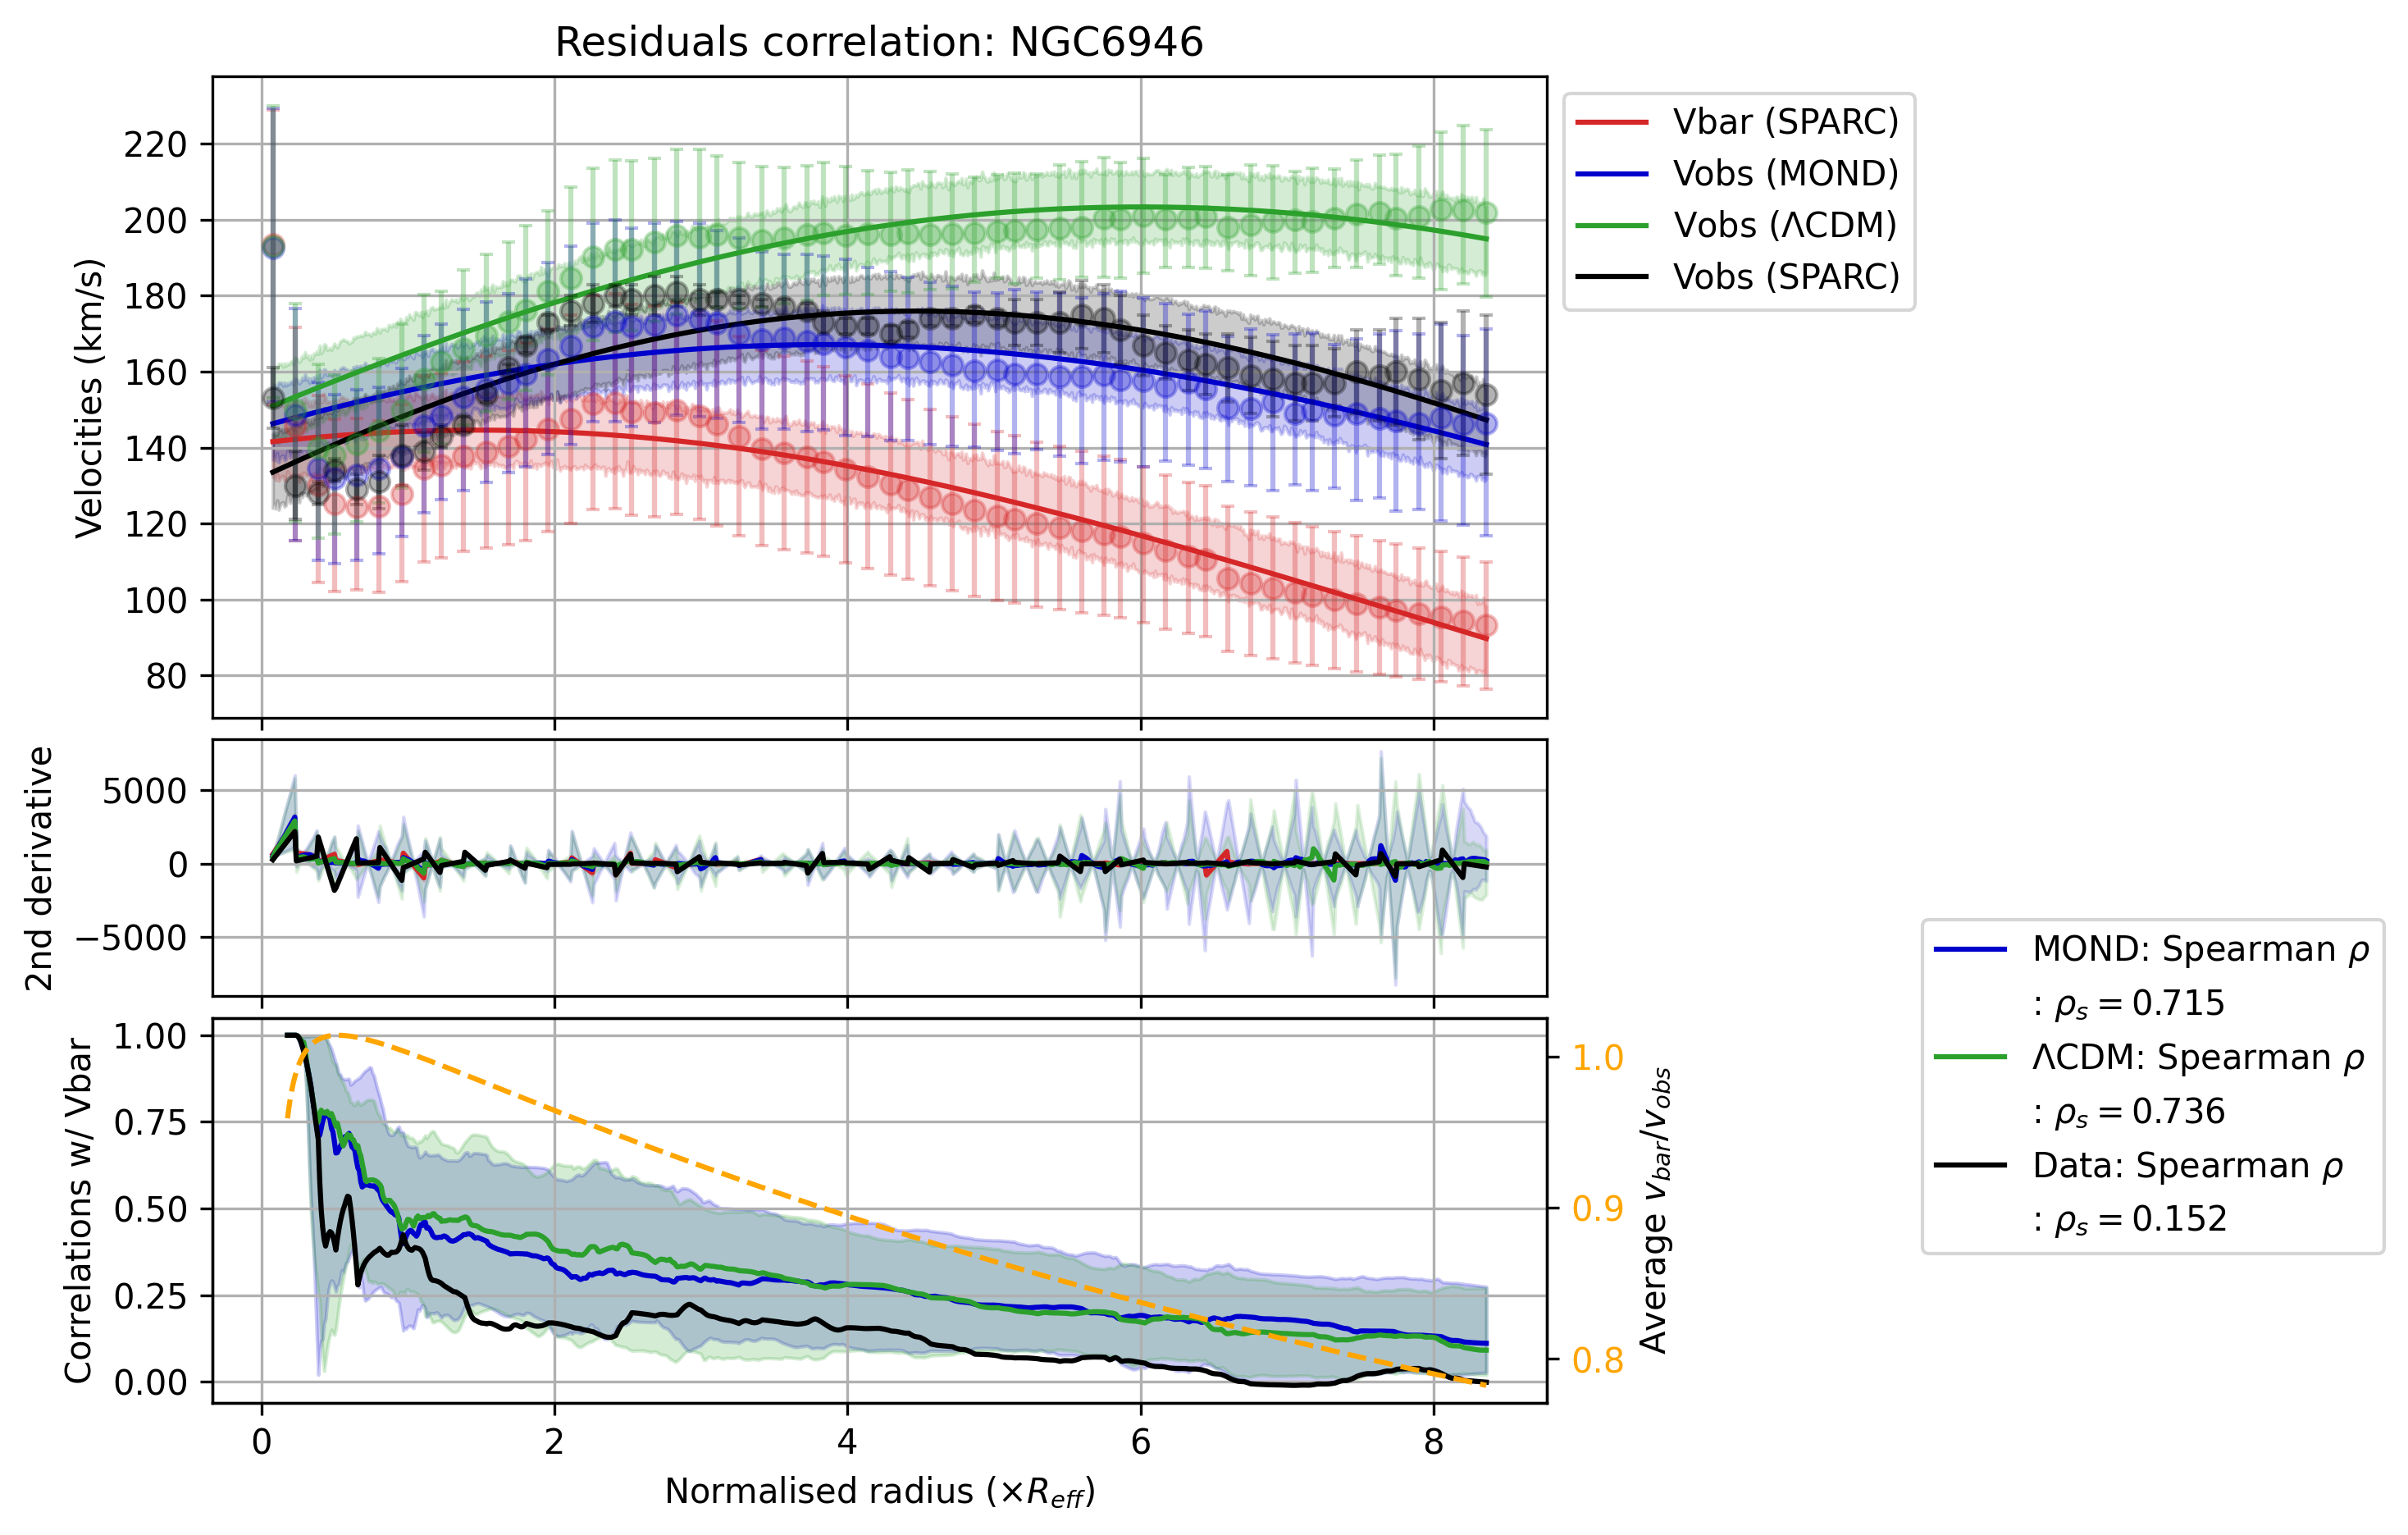 Residuals correlation: NGC6946
Velocities (km/s)
220
200
180
160
140
120
100
80
Vbar (SPARC)
Vobs (MOND)
Vobs (ΛCDM)
Vobs (SPARC)
2nd derivative
5000
0
−5000
Correlations w/ Vbar
1.00
0.75
0.50
0.25
0.00
1.0
0.9
0.8
Average v_bar/v_obs
MOND: Spearman ρ
: ρ_s = 0.715
ΛCDM: Spearman ρ
: ρ_s = 0.736
Data: Spearman ρ
: ρ_s = 0.152
0 2 4 6 8
Normalised radius (×R_eff)